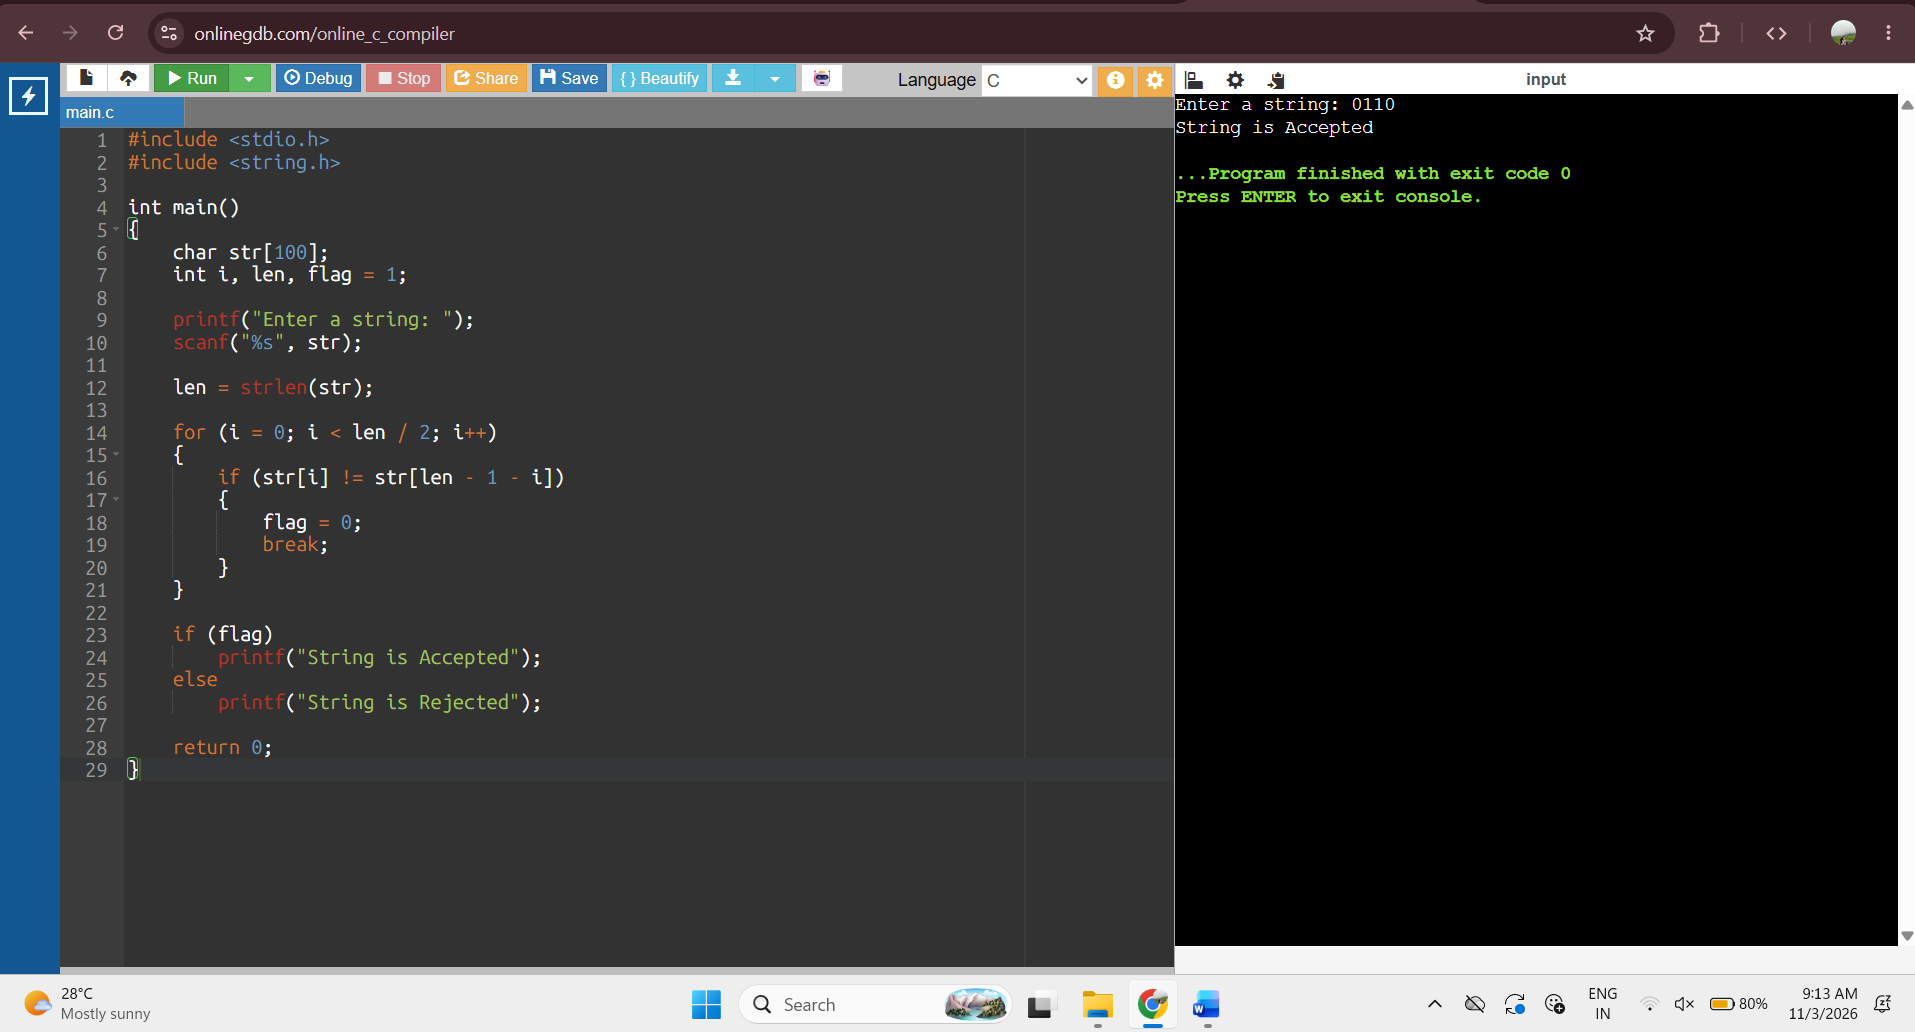 onlinegdb.com/online_c_compiler
Run Debug Stop Share Save { } Beautify Language C
main.c
1 #include <stdio.h>
2 #include <string.h>
3
4 int main()
5 {
6 char str[100];
7 int i, len, flag = 1;
8
9 printf("Enter a string: ");
10 scanf("%s", str);
11
12 len = strlen(str);
13
14 for (i = 0; i < len / 2; i++)
15 {
16 if (str[i] != str[len - 1 - i])
17 {
18 flag = 0;
19 break;
20 }
21 }
22
23 if (flag)
24 printf("String is Accepted");
25 else
26 printf("String is Rejected");
27
28 return 0;
29 }
input
Enter a string: 0110
String is Accepted
...Program finished with exit code 0
Press ENTER to exit console.
28°C
Mostly sunny
Search
ENG
IN
80%
9:13 AM
11/3/2026